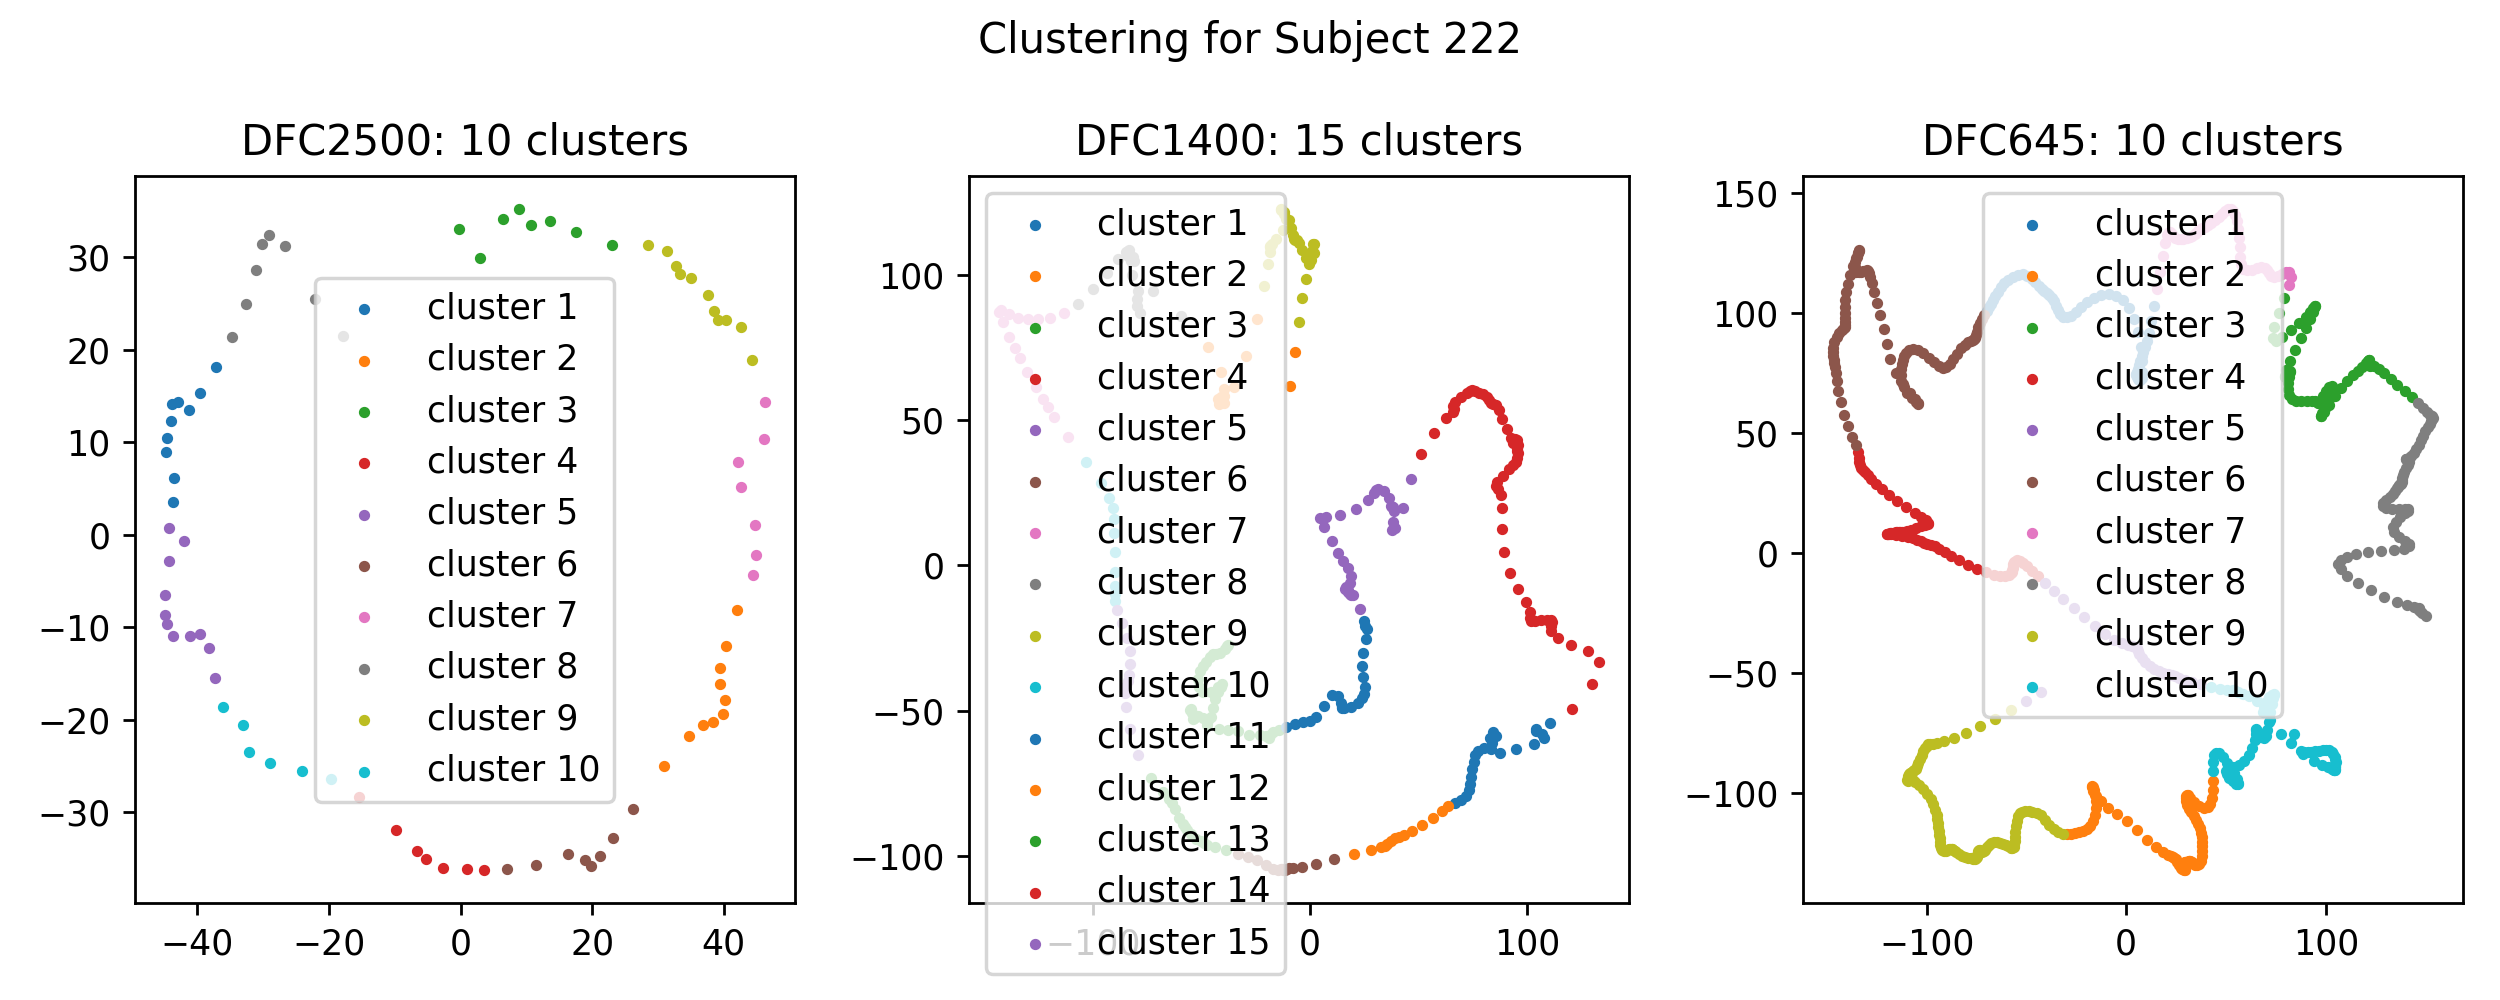 Clustering for Subject 222
DFC2500: 10 clusters
30
20
10
0
−10
−20
−30
−40
−20
0
20
40
cluster 1
cluster 2
cluster 3
cluster 4
cluster 5
cluster 6
cluster 7
cluster 8
cluster 9
cluster 10
DFC1400: 15 clusters
100
50
0
−50
−100
−100
0
100
cluster 1
cluster 2
cluster 3
cluster 4
cluster 5
cluster 6
cluster 7
cluster 8
cluster 9
cluster 10
cluster 11
cluster 12
cluster 13
cluster 14
cluster 15
DFC645: 10 clusters
150
100
50
0
−50
−100
−100
0
100
cluster 1
cluster 2
cluster 3
cluster 4
cluster 5
cluster 6
cluster 7
cluster 8
cluster 9
cluster 10